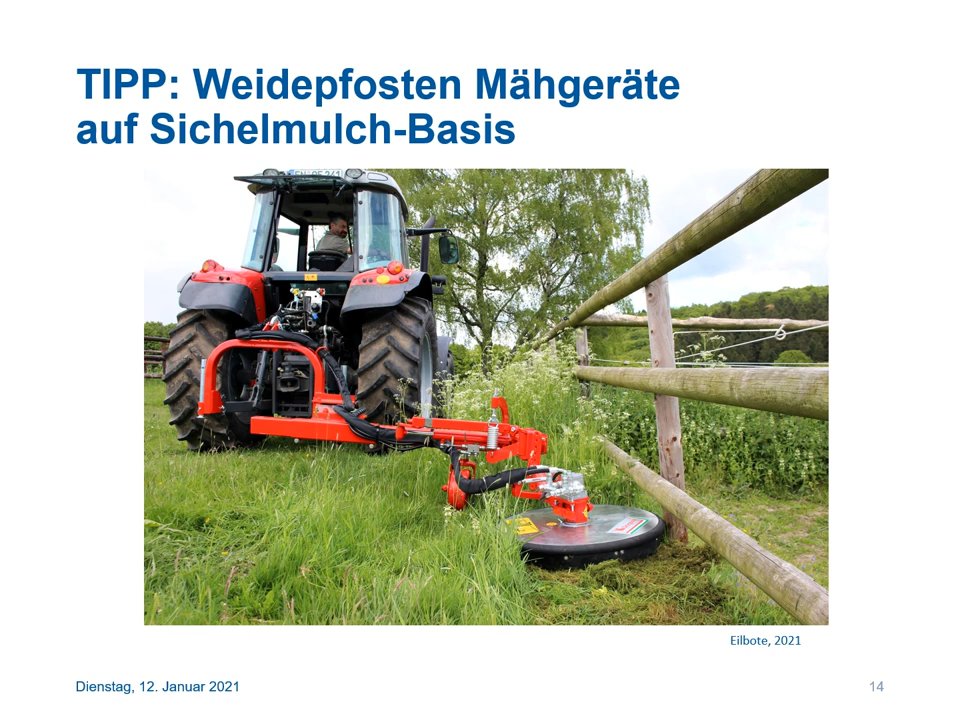 TIPP: Weidepfosten Mähgeräte
auf Sichelmulch-Basis
Eilbote, 2021
Dienstag, 12. Januar 2021
14